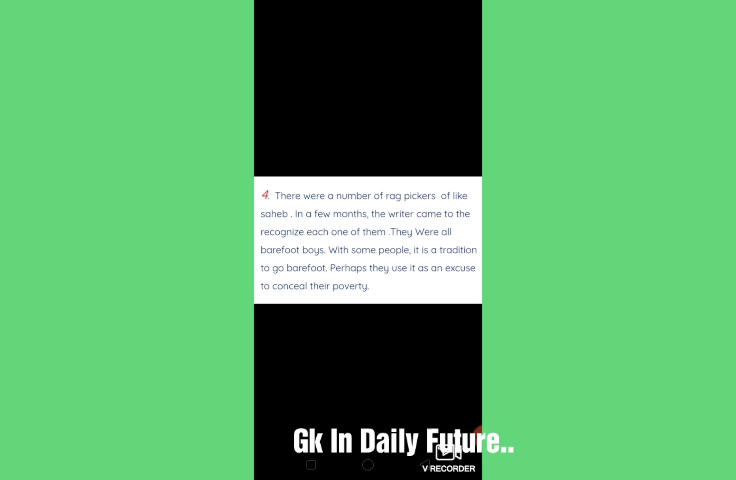 4. There were a number of rag pickers of like
saheb . In a few months, the writer came to the
recognize each one of them .They Were all
barefoot boys. With some people, it is a tradition
to go barefoot. Perhaps they use it as an excuse
to conceal their poverty.
Gk In Daily Future..
V RECORDER